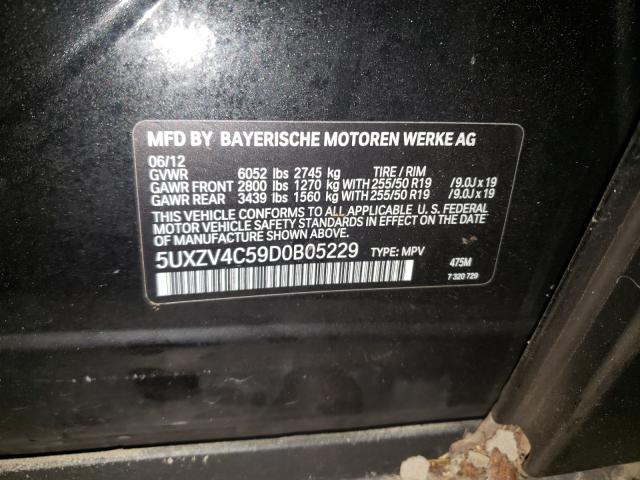 MFD BY BAYERISCHE MOTOREN WERKE AG
06/12
GVWR 6052 lbs 2745 kg TIRE / RIM
GAWR FRONT 2800 lbs 1270 kg WITH 255/50 R19 /9.0J x 19
GAWR REAR 3439 lbs 1560 kg WITH 255/50 R19 /9.0J x 19
THIS VEHICLE CONFORMS TO ALL APPLICABLE U. S. FEDERAL
MOTOR VEHICLE SAFETY STANDARDS IN EFFECT ON THE DATE
OF MANUFACTURE SHOWN ABOVE.
5UXZV4C59D0B05229 TYPE: MPV 475M
7 320 729